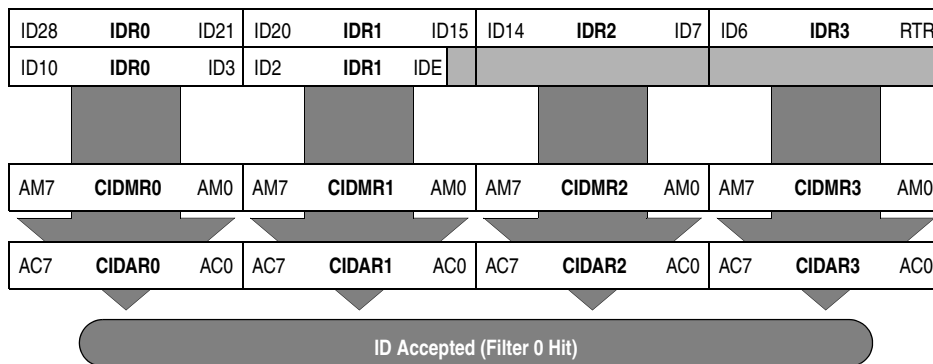 ID28 IDR0 ID21 ID20 IDR1 ID15 ID14 IDR2 ID7 ID6 IDR3 RTR
ID10 IDR0 ID3 ID2 IDR1 IDE
AM7 CIDMR0 AM0 AM7 CIDMR1 AM0 AM7 CIDMR2 AM0 AM7 CIDMR3 AM0
AC7 CIDAR0 AC0 AC7 CIDAR1 AC0 AC7 CIDAR2 AC0 AC7 CIDAR3 AC0
ID Accepted (Filter 0 Hit)